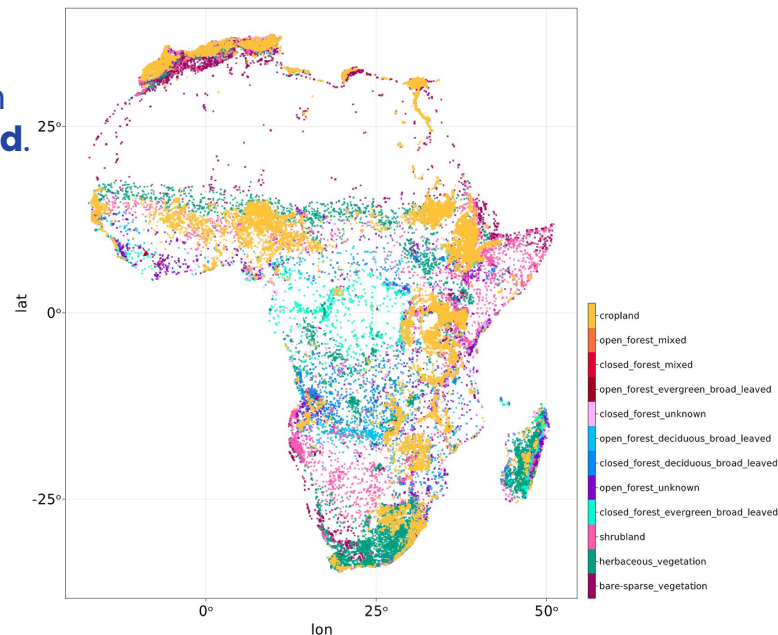 n
d.
25°
0°
-25°
lat
0°
25°
50°
lon
cropland
open_forest_mixed
closed_forest_mixed
open_forest_evergreen_broad_leaved
closed_forest_unknown
open_forest_deciduous_broad_leaved
closed_forest_deciduous_broad_leaved
open_forest_unknown
closed_forest_evergreen_broad_leaved
shrubland
herbaceous_vegetation
bare-sparse_vegetation